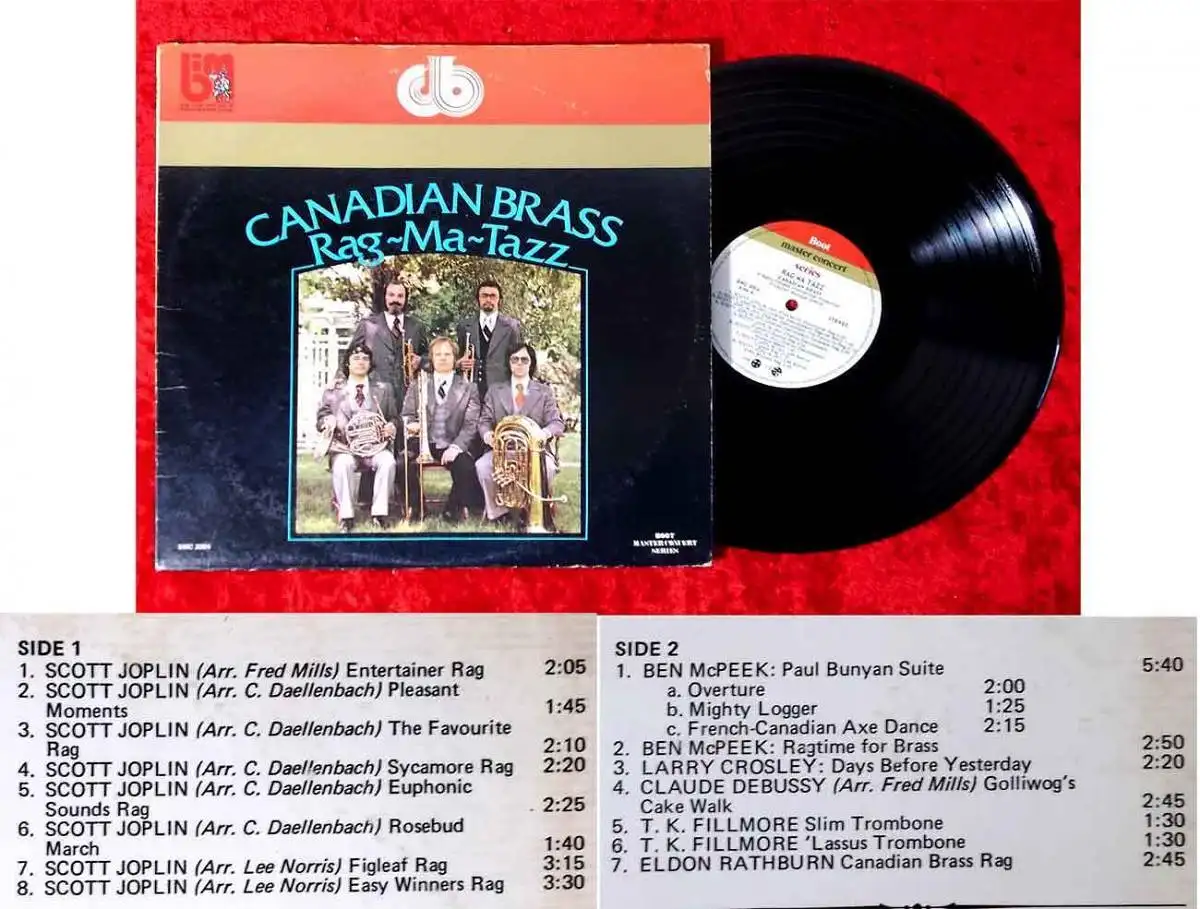 bim
db
CANADIAN BRASS
Rag~Ma~Tazz
BMC 3004
BOOT
MASTER CONCERT
SERIES
Boot
master concert
series
RAG MA TAZZ
CANADIAN BRASS
STEREO
SIDE 1
1. SCOTT JOPLIN (Arr. Fred Mills) Entertainer Rag 2:05
2. SCOTT JOPLIN (Arr. C. Daellenbach) Pleasant
Moments 1:45
3. SCOTT JOPLIN (Arr. C. Daellenbach) The Favourite
Rag 2:10
4. SCOTT JOPLIN (Arr. C. Daellenbach) Sycamore Rag 2:20
5. SCOTT JOPLIN (Arr. C. Daellenbach) Euphonic
Sounds Rag 2:25
6. SCOTT JOPLIN (Arr. C. Daellenbach) Rosebud
March 1:40
7. SCOTT JOPLIN (Arr. Lee Norris) Figleaf Rag 3:15
8. SCOTT JOPLIN (Arr. Lee Norris) Easy Winners Rag 3:30
SIDE 2
1. BEN McPEEK: Paul Bunyan Suite 5:40
a. Overture 2:00
b. Mighty Logger 1:25
c. French-Canadian Axe Dance 2:15
2. BEN McPEEK: Ragtime for Brass 2:50
3. LARRY CROSLEY: Days Before Yesterday 2:20
4. CLAUDE DEBUSSY (Arr. Fred Mills) Golliwog's
Cake Walk 2:45
5. T. K. FILLMORE Slim Trombone 1:30
6. T. K. FILLMORE 'Lassus Trombone 1:30
7. ELDON RATHBURN Canadian Brass Rag 2:45